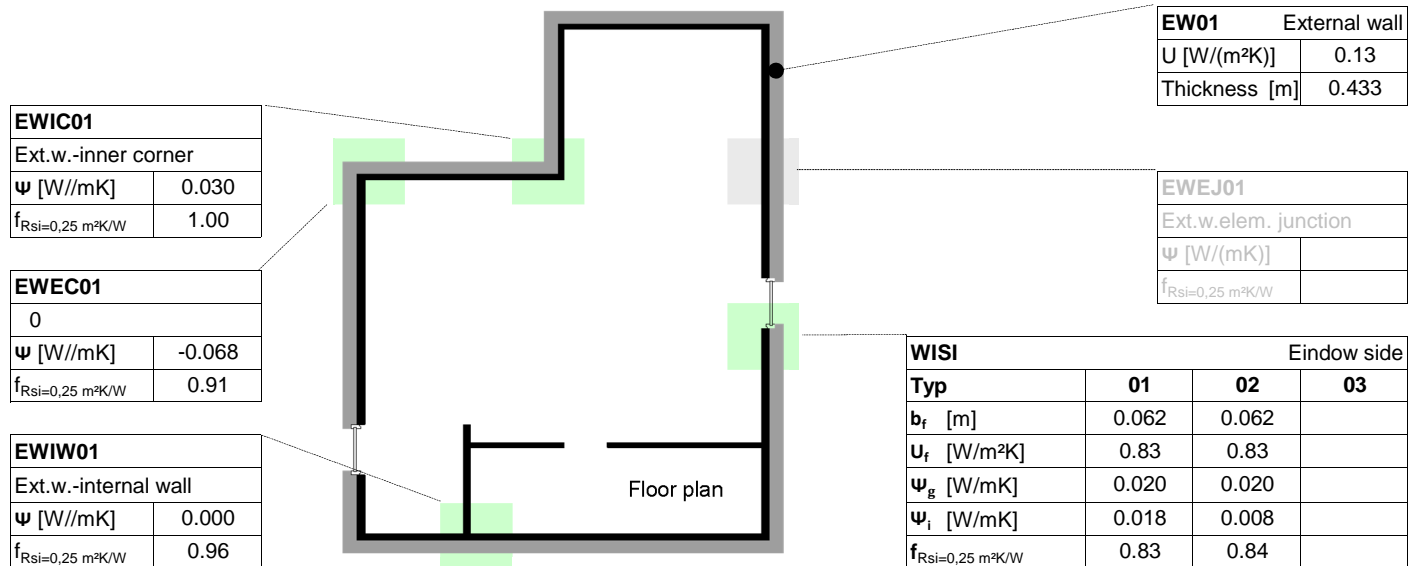 EW01 External wall
U [W/(m²K)] 0.13
Thickness [m] 0.433
EWIC01
Ext.w.-inner corner
Ψ [W//mK] 0.030
fRsi=0,25 m²K/W 1.00
EWEJ01
Ext.w.elem. junction
Ψ [W/(mK)]
fRsi=0,25 m²K/W
EWEC01
0
Ψ [W//mK] -0.068
fRsi=0,25 m²K/W 0.91
WISI Eindow side
Typ 01 02 03
bf [m] 0.062 0.062
Uf [W/m²K] 0.83 0.83
Ψg [W/mK] 0.020 0.020
Ψi [W/mK] 0.018 0.008
fRsi=0,25 m²K/W 0.83 0.84
EWIW01
Ext.w.-internal wall
Ψ [W//mK] 0.000
fRsi=0,25 m²K/W 0.96
Floor plan